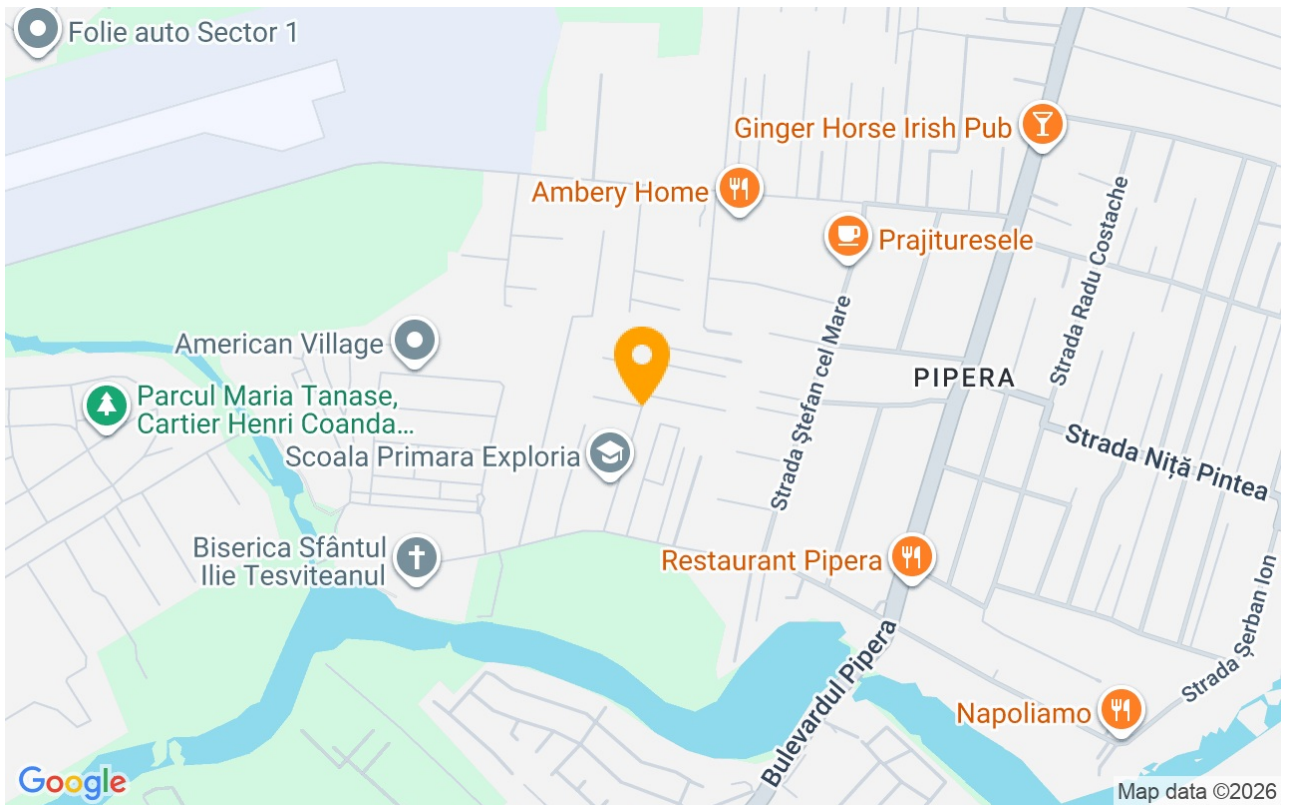 Folie auto Sector 1
Ginger Horse Irish Pub
Ambery Home
Prajituresele
Strada Radu Costache
American Village
Strada Ștefan cel Mare
PIPERA
Parcul Maria Tanase,
Cartier Henri Coanda...
Scoala Primara Exploria
Strada Niță Pintea
Biserica Sfântul
Ilie Tesviteanul
Restaurant Pipera
Strada Șerban Ion
Bulevardul Pipera
Napoliamo
Google
Map data ©2026